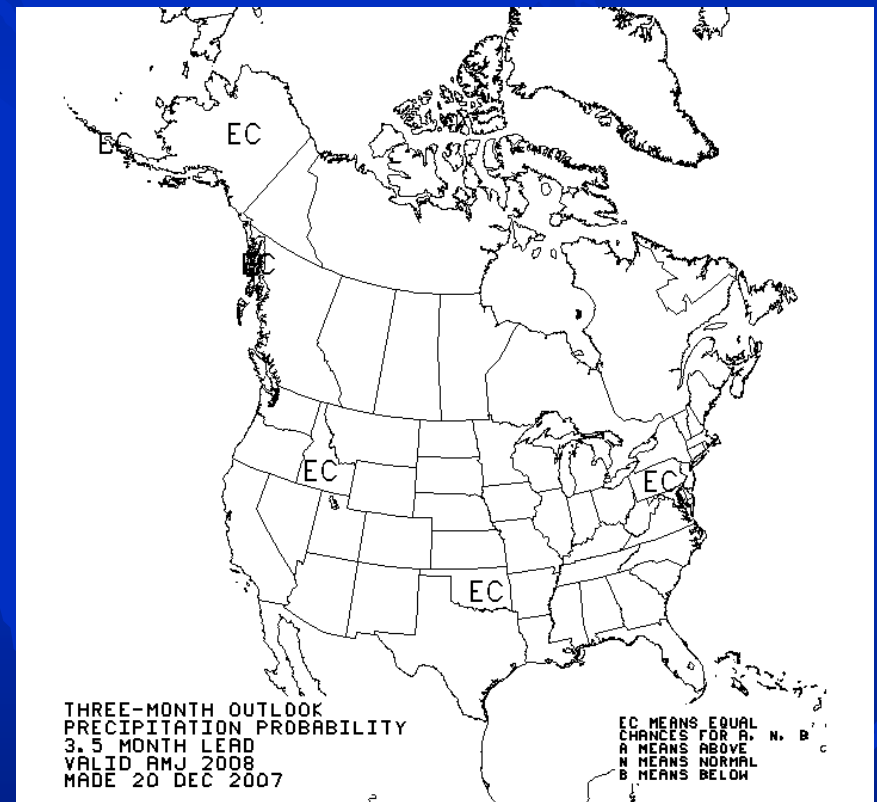 EC
EC
EC
EC
EC
EC
THREE-MONTH OUTLOOK
PRECIPITATION PROBABILITY
3.5 MONTH LEAD
VALID AMJ 2008
MADE 20 DEC 2007
EC MEANS EQUAL
CHANCES FOR A, N, B
A MEANS ABOVE
N MEANS NORMAL
B MEANS BELOW